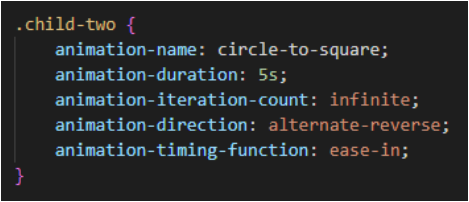 .child-two {
    animation-name: circle-to-square;
    animation-duration: 5s;
    animation-iteration-count: infinite;
    animation-direction: alternate-reverse;
    animation-timing-function: ease-in;
}